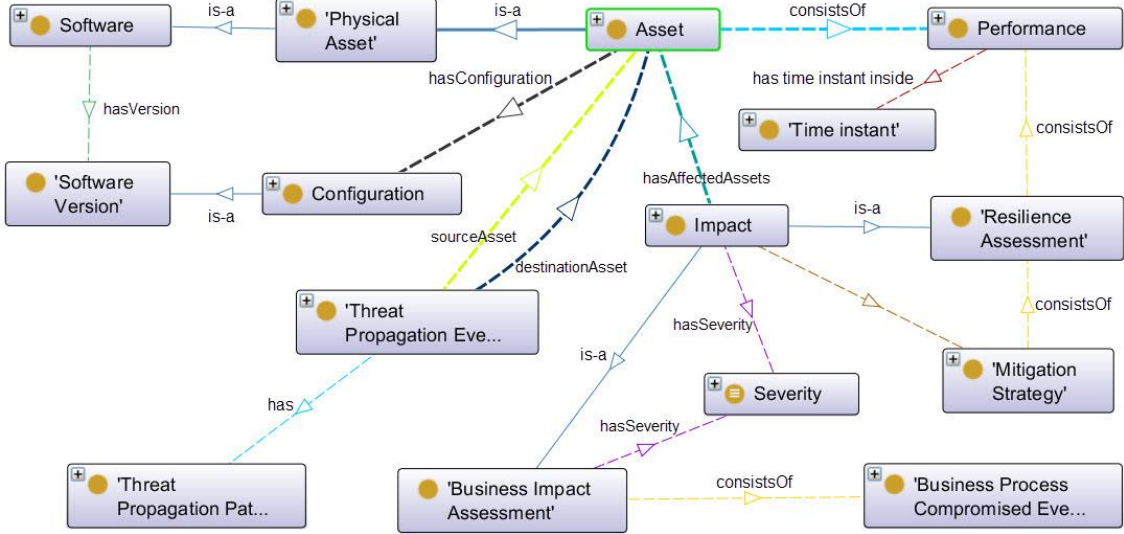 Software
is-a
'Physical
Asset'
is-a
Asset
consistsOf
Performance
hasConfiguration
has time instant inside
hasVersion
'Time instant'
consistsOf
'Software
Version'
is-a
Configuration
hasAffectedAssets
Impact
is-a
'Resilience
Assessment'
sourceAsset
destinationAsset
'Threat
Propagation Eve...
hasSeverity
consistsOf
is-a
'Mitigation
Strategy'
has
Severity
hasSeverity
'Threat
Propagation Pat...
'Business Impact
Assessment'
consistsOf
'Business Process
Compromised Eve...